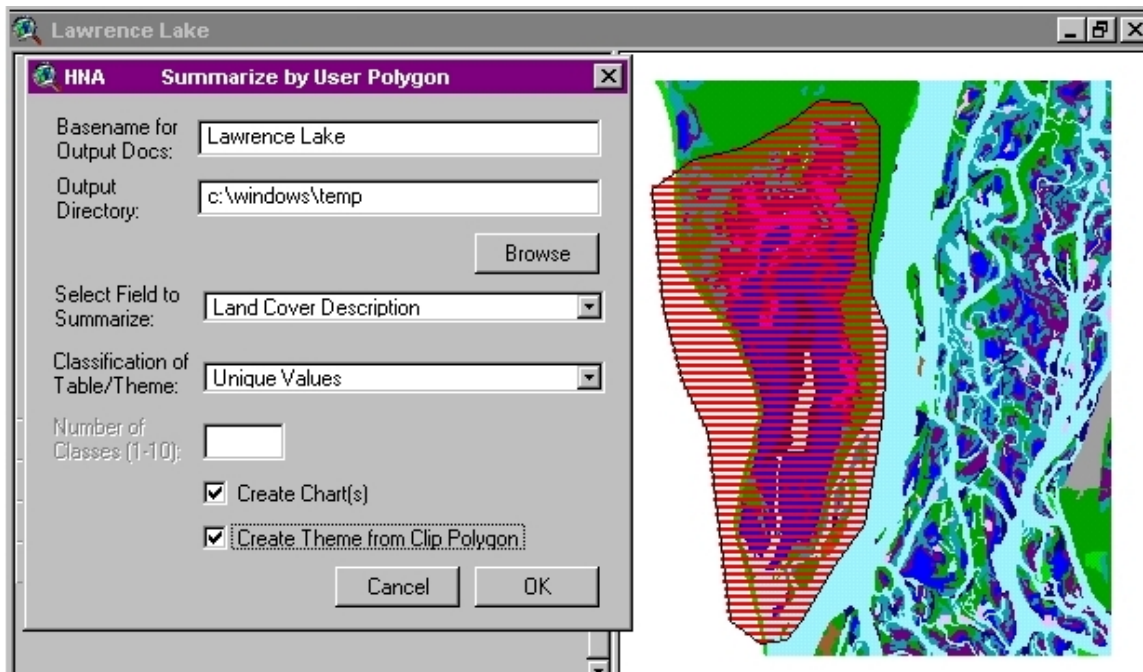 Lawrence Lake
HNA Summarize by User Polygon
Basename for
Output Docs:
Lawrence Lake
Output
Directory:
c:\windows\temp
Browse
Select Field to
Summarize:
Land Cover Description
Classification of
Table/Theme:
Unique Values
Number of
Classes (1-10):
Create Chart(s)
Create Theme from Clip Polygon
Cancel
OK